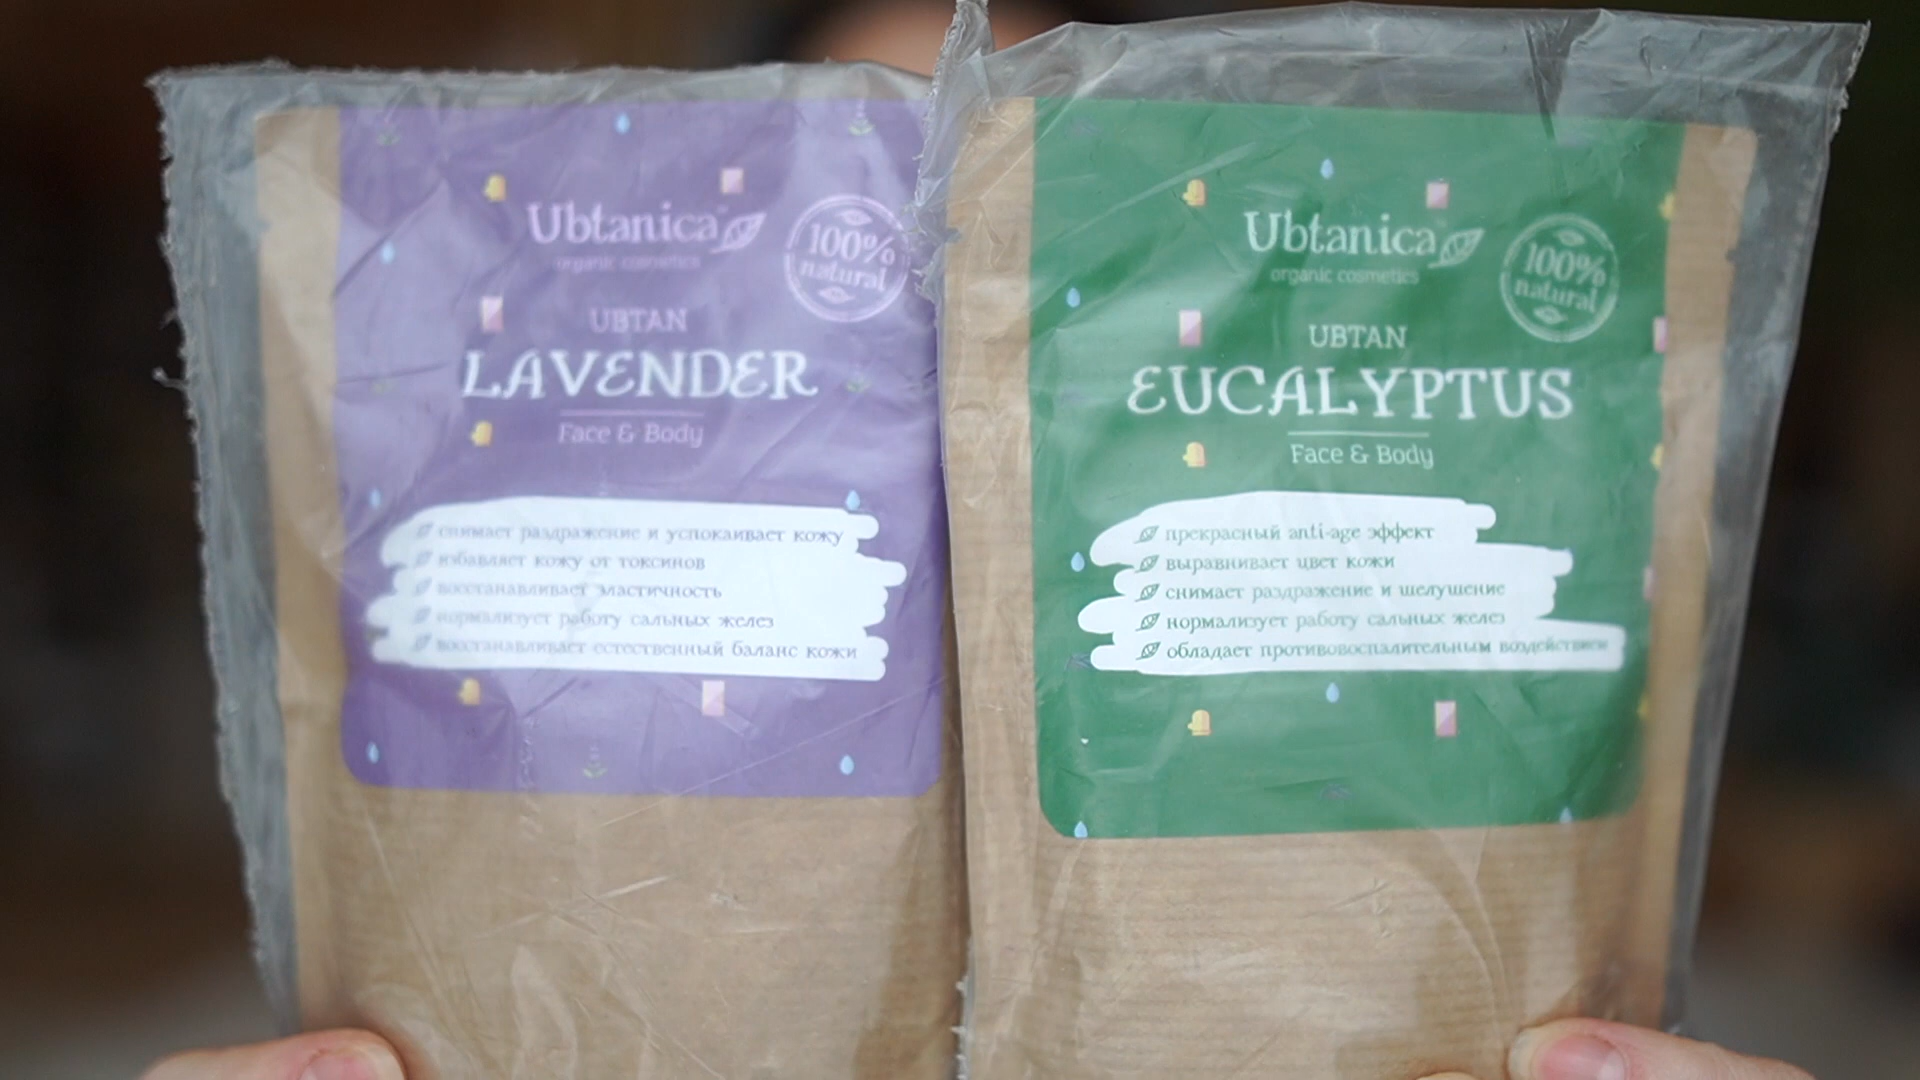 Ubtanica
organic cosmetics
100%
natural
UBTAN
LAVENDER
Face & Body
снимает раздражение и успокаивает кожу
избавляет кожу от токсинов
восстанавливает эластичность
нормализует работу сальных желез
восстанавливает естественный баланс кожи
Ubtanica
organic cosmetics
100%
natural
UBTAN
EUCALYPTUS
Face & Body
прекрасный anti-age эффект
выравнивает цвет кожи
снимает раздражение и шелушение
нормализует работу сальных желез
обладает противовоспалительным воздействием